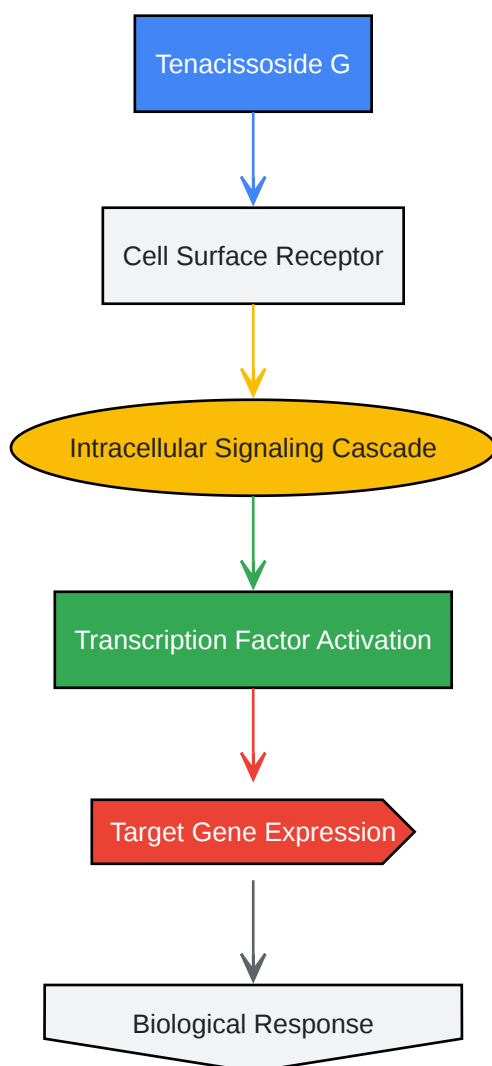 Tenacissoside G
Cell Surface Receptor
Intracellular Signaling Cascade
Transcription Factor Activation
Target Gene Expression
Biological Response